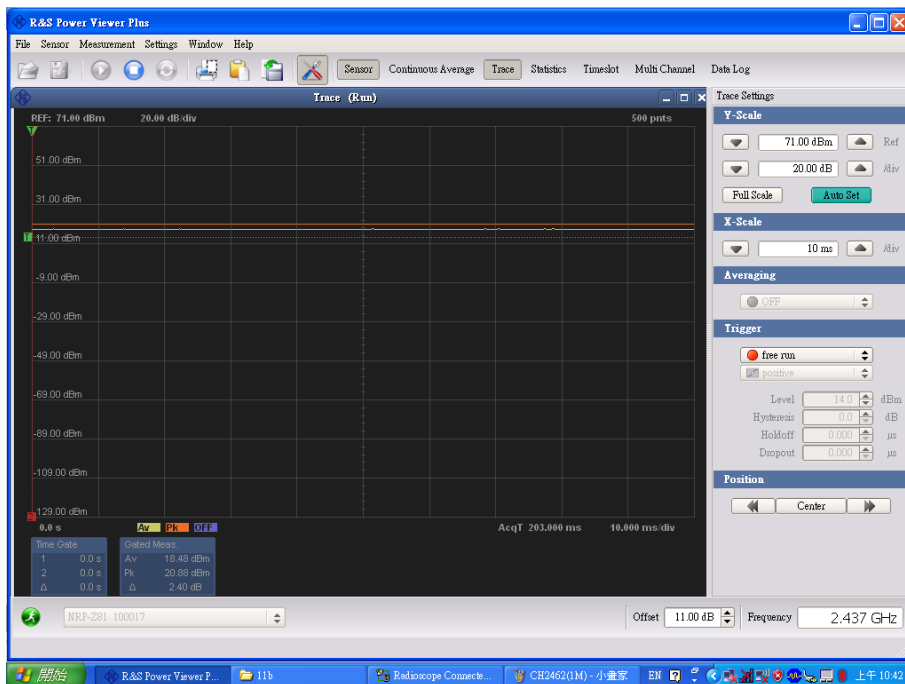 R&S Power Viewer Plus
File Sensor Measurement Settings Window Help
Sensor Continuous Average Trace Statistics Timeslot Multi Channel Data Log
Trace (Run)
REF: 71.00 dBm 20.00 dB/div 500 pnts
T
51.00 dBm
31.00 dBm
T 11.00 dBm
-9.00 dBm
-29.00 dBm
-49.00 dBm
-69.00 dBm
-89.00 dBm
-109.00 dBm
-129.00 dBm
0.0 s Av Pk OFF AcqT 203.000 ms 10.000 ms/div
Time Gate
1 0.0 s
2 0.0 s
Δ 0.0 s
Gated Meas.
Av 18.48 dBm
Pk 20.88 dBm
Δ 2.40 dB
Trace Settings
Y-Scale
71.00 dBm Ref
20.00 dB /div
Full Scale Auto Set
X-Scale
10 ms /div
Averaging
OFF
Trigger
free run
positive
Level 14.0 dBm
Hysteresis 0.0 dB
Holdoff 0.000 µs
Dropout 0.000 µs
Position
Center
NRP-Z81 100017 Offset 11.00 dB Frequency 2.437 GHz
開始 R&S Power Viewer P... 11b Radioscope Connecte... CH2462(1M) - 小畫家 EN 上午 10:42